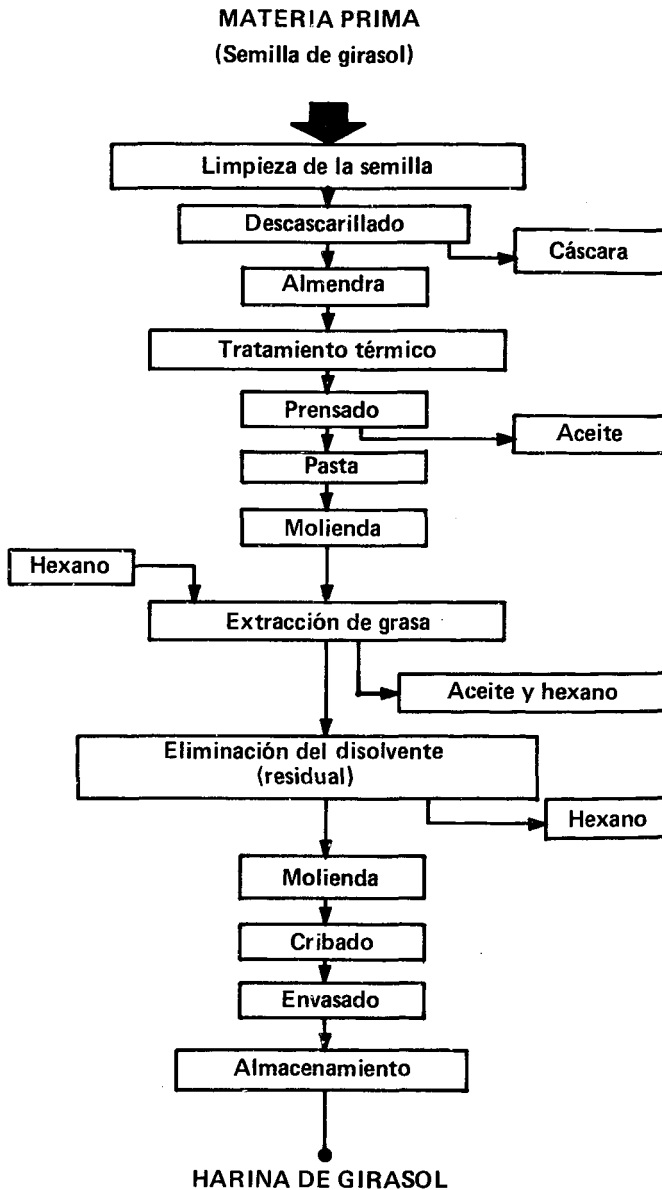 MATERIA PRIMA
(Semilla de girasol)
Limpieza de la semilla
Descascarillado
Cáscara
Almendra
Tratamiento térmico
Prensado
Aceite
Pasta
Molienda
Hexano
Extracción de grasa
Aceite y hexano
Eliminación del disolvente
(residual)
Hexano
Molienda
Cribado
Envasado
Almacenamiento
HARINA DE GIRASOL